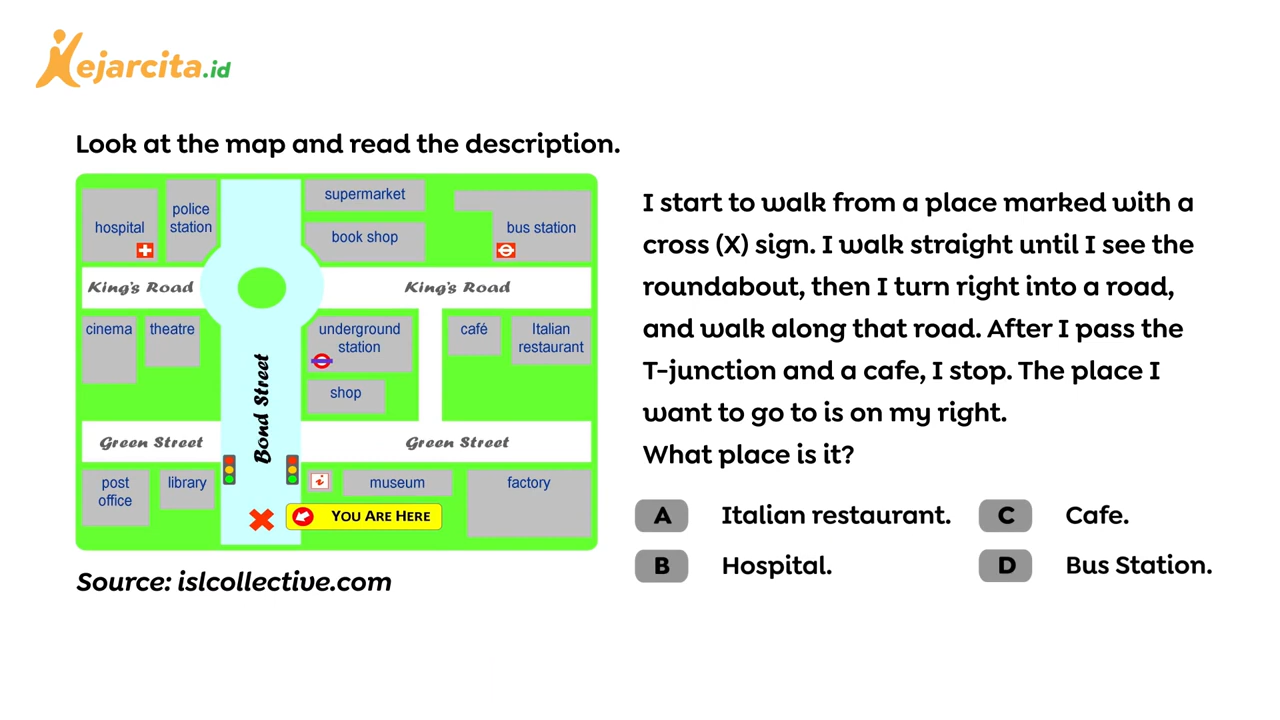 Kejarcita.id
Look at the map and read the description.
hospital
police
station
supermarket
book shop
bus station
King's Road
King's Road
cinema
theatre
underground
station
café
Italian
restaurant
shop
Bond Street
Green Street
Green Street
post
office
library
i
museum
factory
YOU ARE HERE
Source: islcollective.com
I start to walk from a place marked with a
cross (X) sign. I walk straight until I see the
roundabout, then I turn right into a road,
and walk along that road. After I pass the
T-junction and a cafe, I stop. The place I
want to go to is on my right.
What place is it?
A Italian restaurant.
B Hospital.
C Cafe.
D Bus Station.